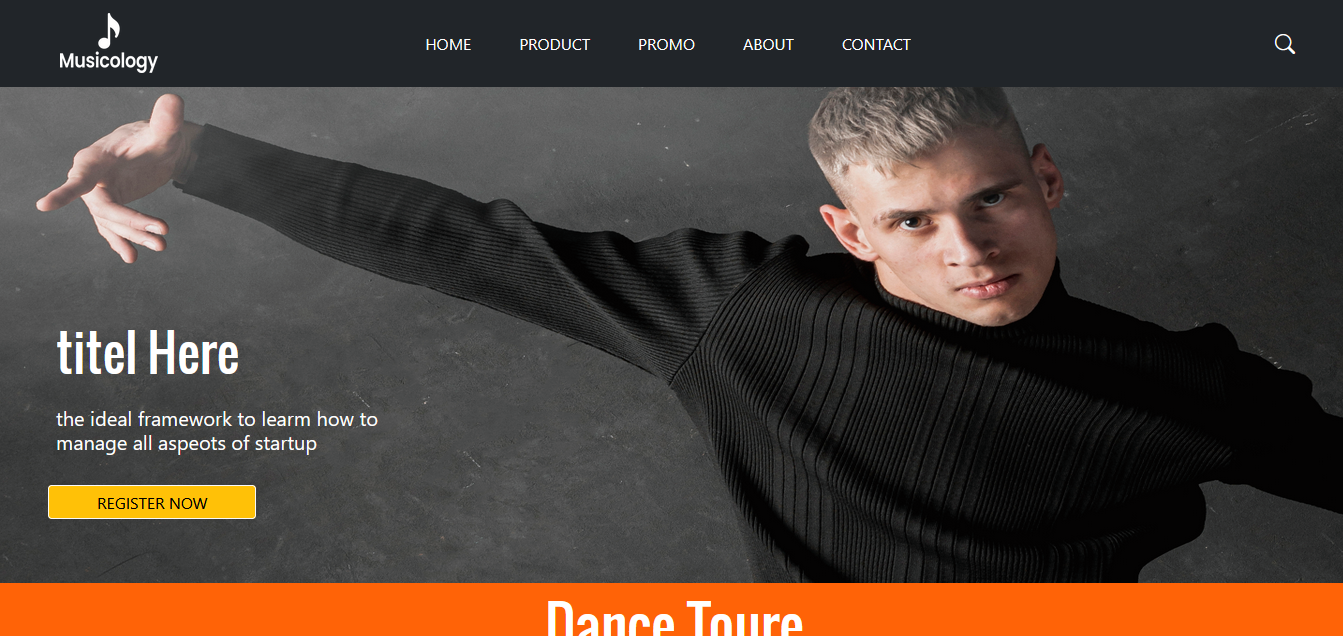 Musicology
HOME PRODUCT PROMO ABOUT CONTACT
titel Here
the ideal framework to learm how to
manage all aspeots of startup
REGISTER NOW
Dance Toure